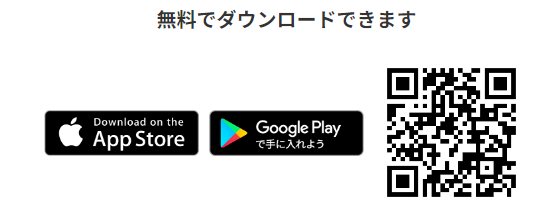 無料でダウンロードできます
Download on the
App Store
Google Play
で手に入れよう